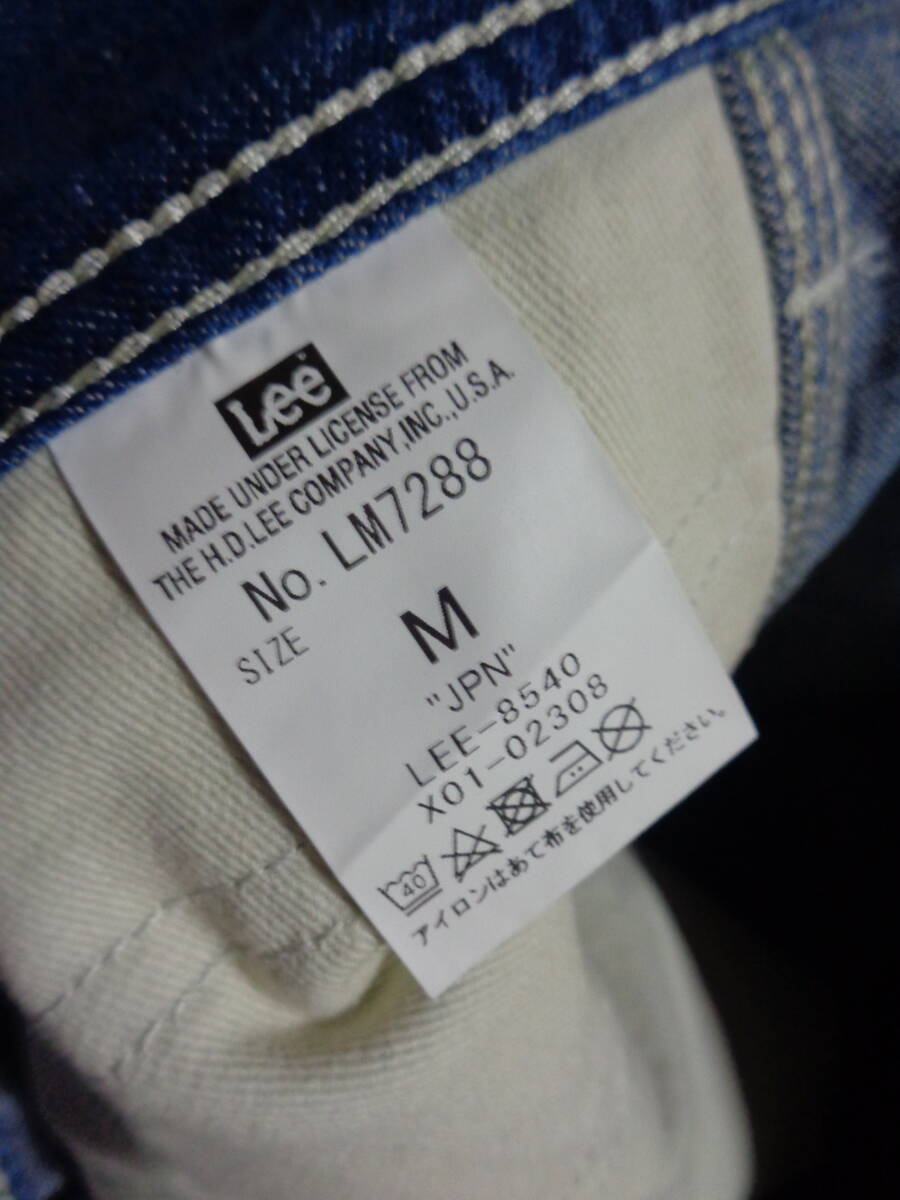 Lee
MADE UNDER LICENSE FROM
THE H.D.LEE COMPANY,INC.,U.S.A.
No. LM7288
SIZE M
"JPN"
LEE-8540
X01-02308
40
アイロンはあて布を使用してください。